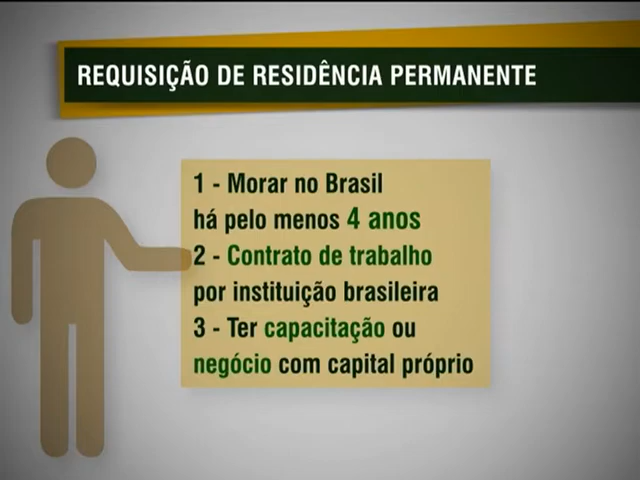 REQUISIÇÃO DE RESIDÊNCIA PERMANENTE
1 - Morar no Brasil
há pelo menos 4 anos
2 - Contrato de trabalho
por instituição brasileira
3 - Ter capacitação ou
negócio com capital próprio